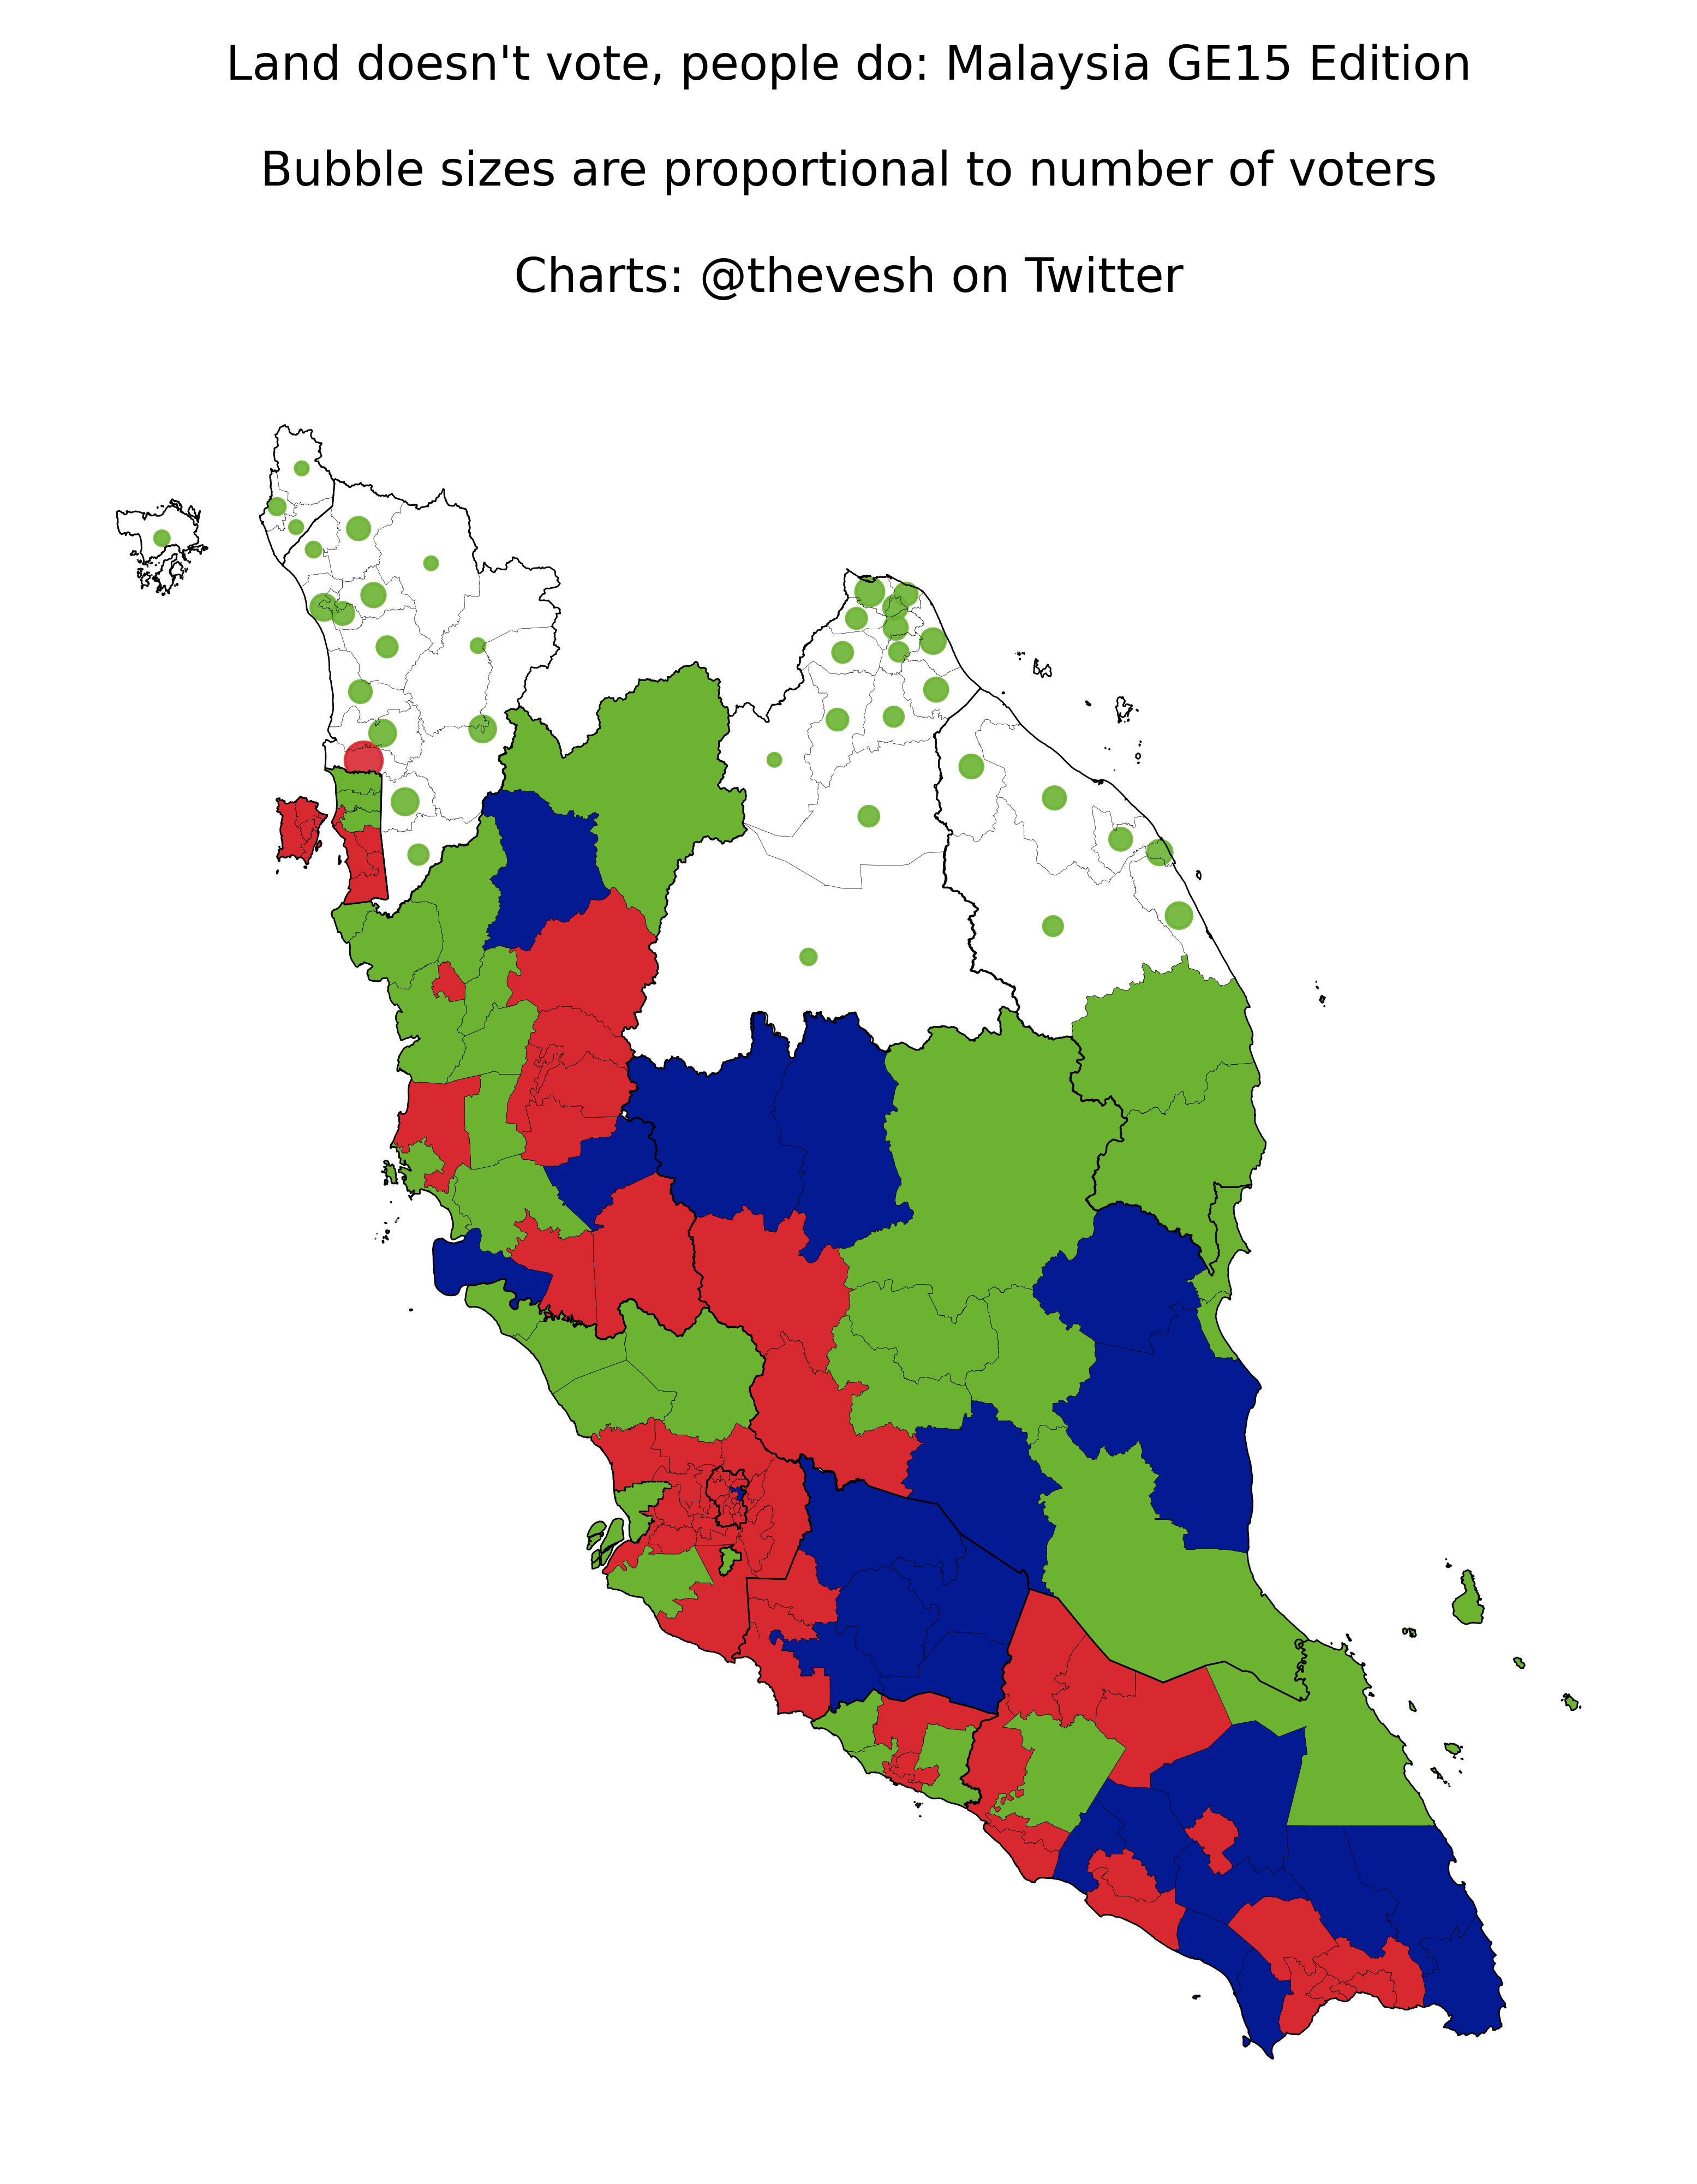 Land doesn't vote, people do: Malaysia GE15 Edition
Bubble sizes are proportional to number of voters
Charts: @thevesh on Twitter